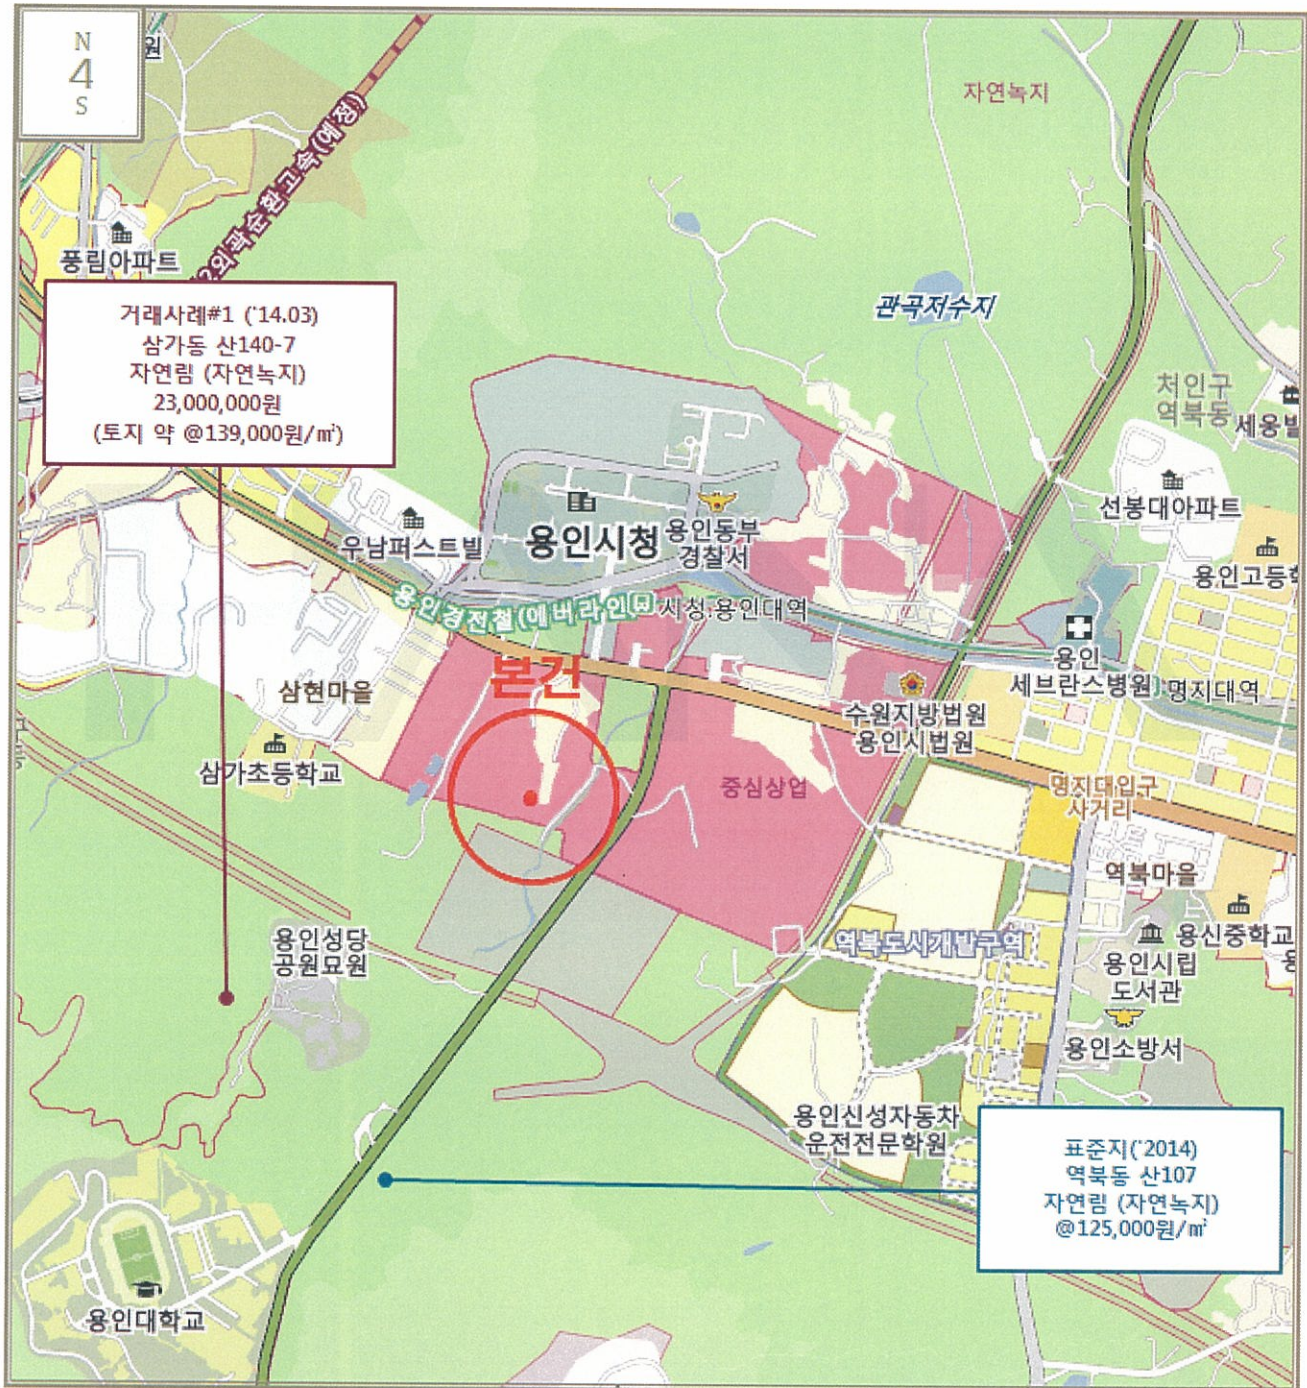 N
4
S
원
자연녹지
2외곽순환고속(예정)
풍림아파트
거래사례#1 ('14.03)
삼가동 산140-7
자연림 (자연녹지)
23,000,000원
(토지 약 @139,000원/㎡)
관곡저수지
처인구
역북동
세웅빌
선봉대아파트
용인고등학
우남퍼스트빌
용인시청
용인동부
경찰서
용인경전철(에버라인)
시청.용인대역
용인
세브란스병원
명지대역
본건
삼현마을
삼가초등학교
수원지방법원
용인시법원
중심상업
명지대입구
사거리
역북마을
용인성당
공원묘원
역북도시개발구역
용신중학교
용
용인시립
도서관
용인소방서
용인신성자동차
운전전문학원
표준지('2014)
역북동 산107
자연림 (자연녹지)
@125,000원/㎡
용인대학교